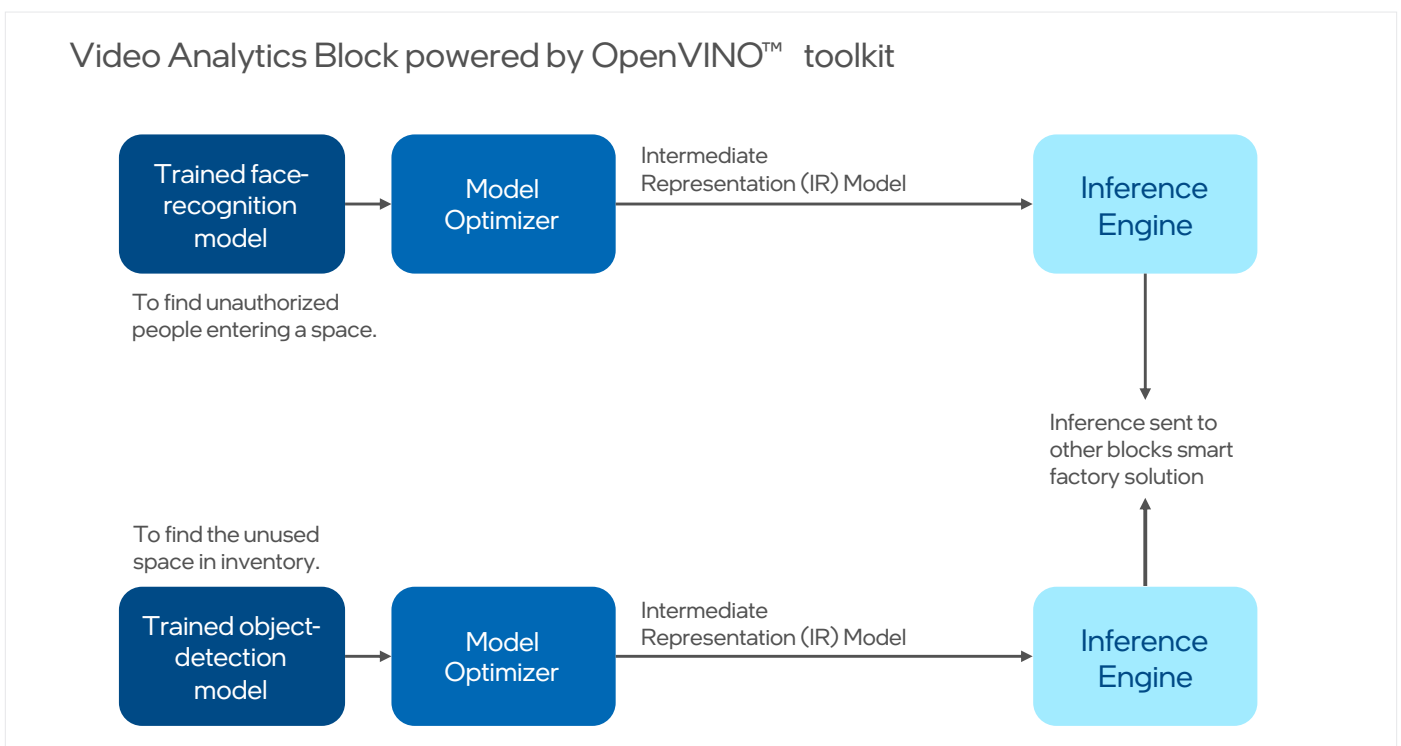 Video Analytics Block powered by OpenVINO™ toolkit
Trained face-
recognition
model
Model
Optimizer
Intermediate
Representation (IR) Model
Inference
Engine
To find unauthorized
people entering a space.
Inference sent to
other blocks smart
factory solution
To find the unused
space in inventory.
Trained object-
detection
model
Model
Optimizer
Intermediate
Representation (IR) Model
Inference
Engine